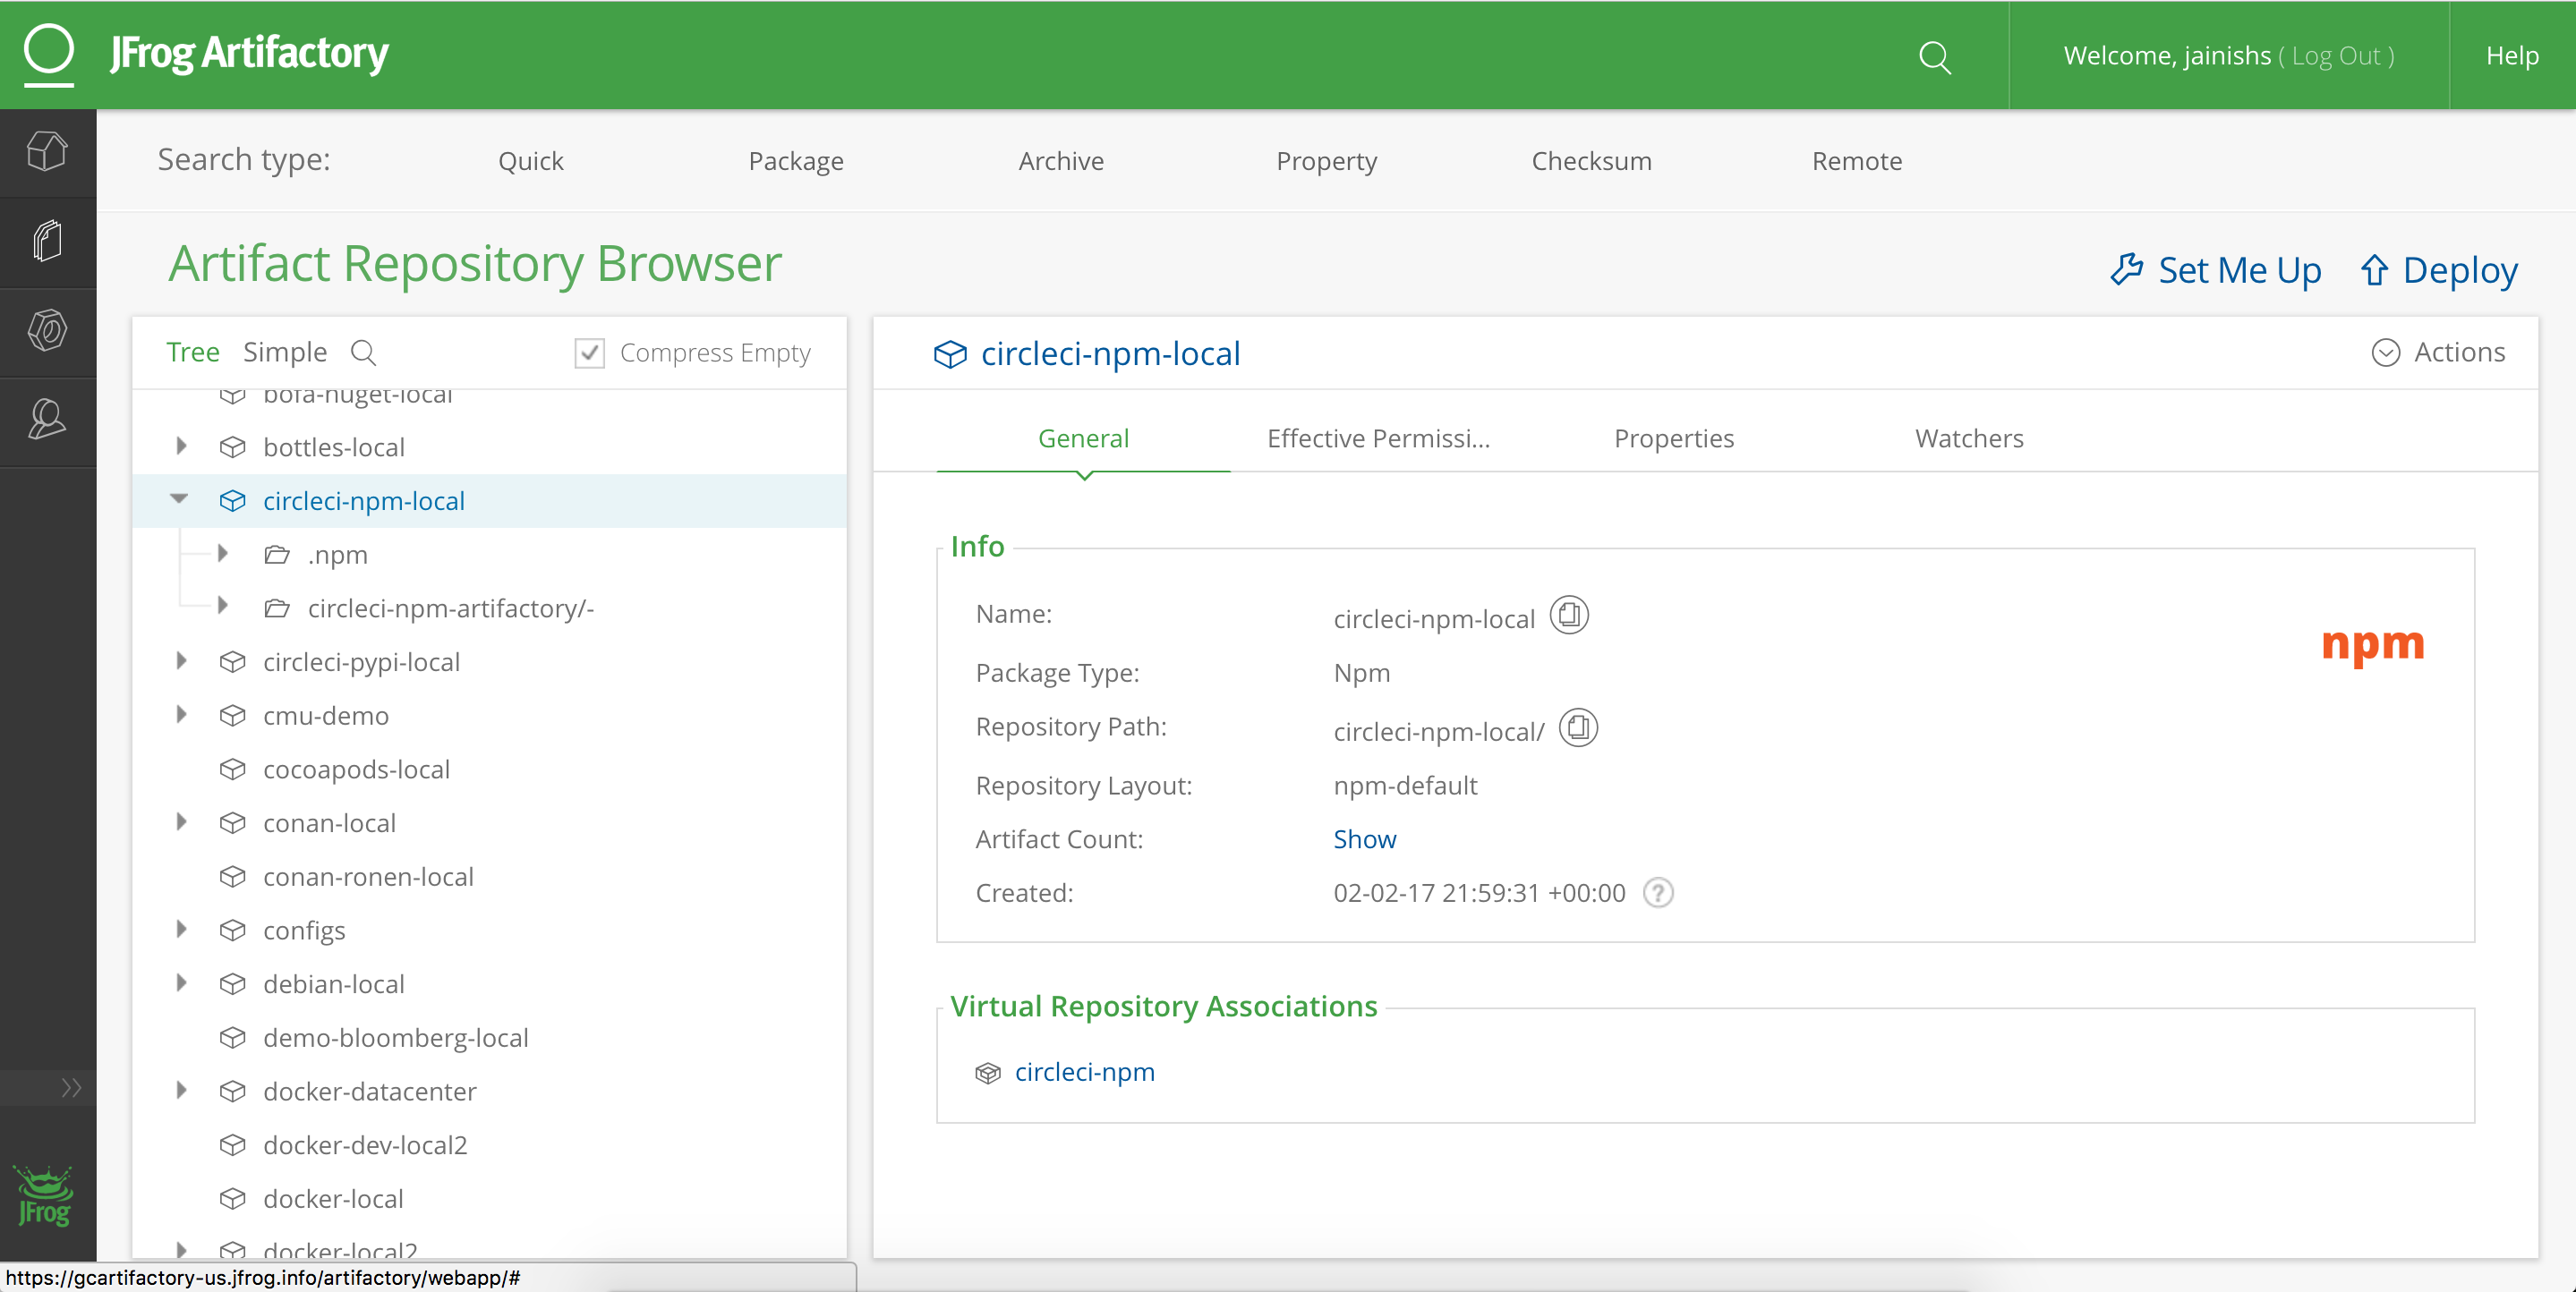 JFrog Artifactory
Welcome, jainishs ( Log Out )
Help
Search type:
Quick
Package
Archive
Property
Checksum
Remote
Artifact Repository Browser
Set Me Up
Deploy
Tree
Simple
Compress Empty
bofa-nuget-local
bottles-local
circleci-npm-local
.npm
circleci-npm-artifactory/-
circleci-pypi-local
cmu-demo
cocoapods-local
conan-local
conan-ronen-local
configs
debian-local
demo-bloomberg-local
docker-datacenter
docker-dev-local2
docker-local
docker-local2
circleci-npm-local
Actions
General
Effective Permissi...
Properties
Watchers
Info
Name: circleci-npm-local
npm
Package Type: Npm
Repository Path: circleci-npm-local/
Repository Layout: npm-default
Artifact Count: Show
Created: 02-02-17 21:59:31 +00:00 ?
Virtual Repository Associations
circleci-npm
JFrog
https://gcartifactory-us.jfrog.info/artifactory/webapp/#